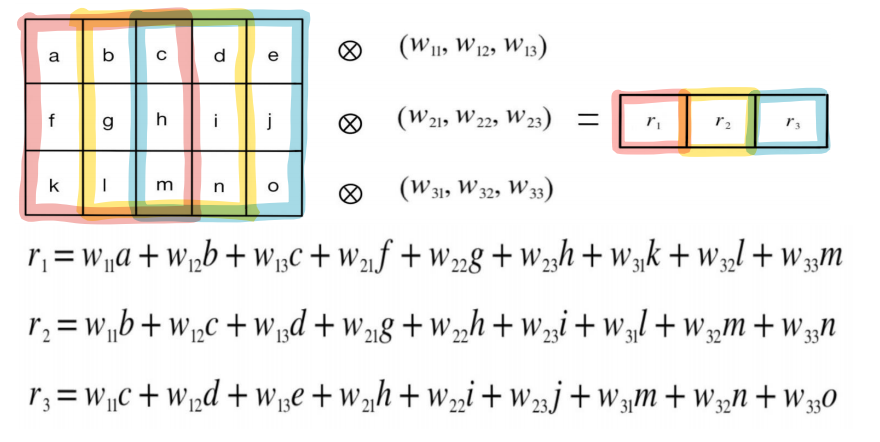 a b c d e ⊗ (w₁₁, w₁₂, w₁₃)
f g h i j ⊗ (w₂₁, w₂₂, w₂₃) = r₁ r₂ r₃
k l m n o ⊗ (w₃₁, w₃₂, w₃₃)
r₁ = w₁₁a + w₁₂b + w₁₃c + w₂₁f + w₂₂g + w₂₃h + w₃₁k + w₃₂l + w₃₃m
r₂ = w₁₁b + w₁₂c + w₁₃d + w₂₁g + w₂₂h + w₂₃i + w₃₁l + w₃₂m + w₃₃n
r₃ = w₁₁c + w₁₂d + w₁₃e + w₂₁h + w₂₂i + w₂₃j + w₃₁m + w₃₂n + w₃₃o